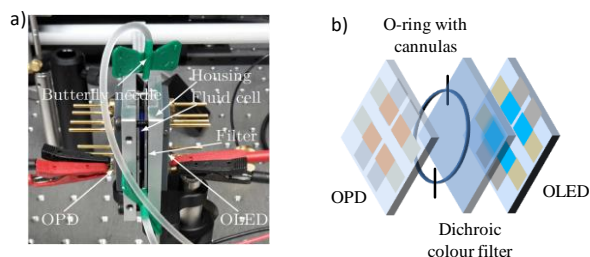 a)
Butterfly needle
Housing
Fluid cell
Filter
OPD
OLED
b)
O-ring with
cannulas
OPD
OLED
Dichroic
colour filter